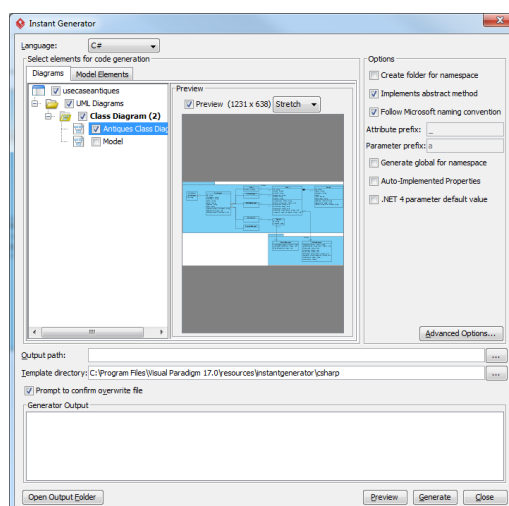 Instant Generator
Language: C#
Select elements for code generation
Diagrams Model Elements
usecaseantiques
UML Diagrams
Class Diagram (2)
Antiques Class Diag
Model
Preview
Preview (1231 x 638) Stretch
Options
Create folder for namespace
Implements abstract method
Follow Microsoft naming convention
Attribute prefix: _
Parameter prefix: a
Generate global for namespace
Auto-Implemented Properties
.NET 4 parameter default value
Advanced Options...
Output path: ...
Template directory: C:\Program Files\Visual Paradigm 17.0\resources\instantgenerator\csharp ...
Prompt to confirm overwrite file
Generator Output
Open Output Folder Preview Generate Close